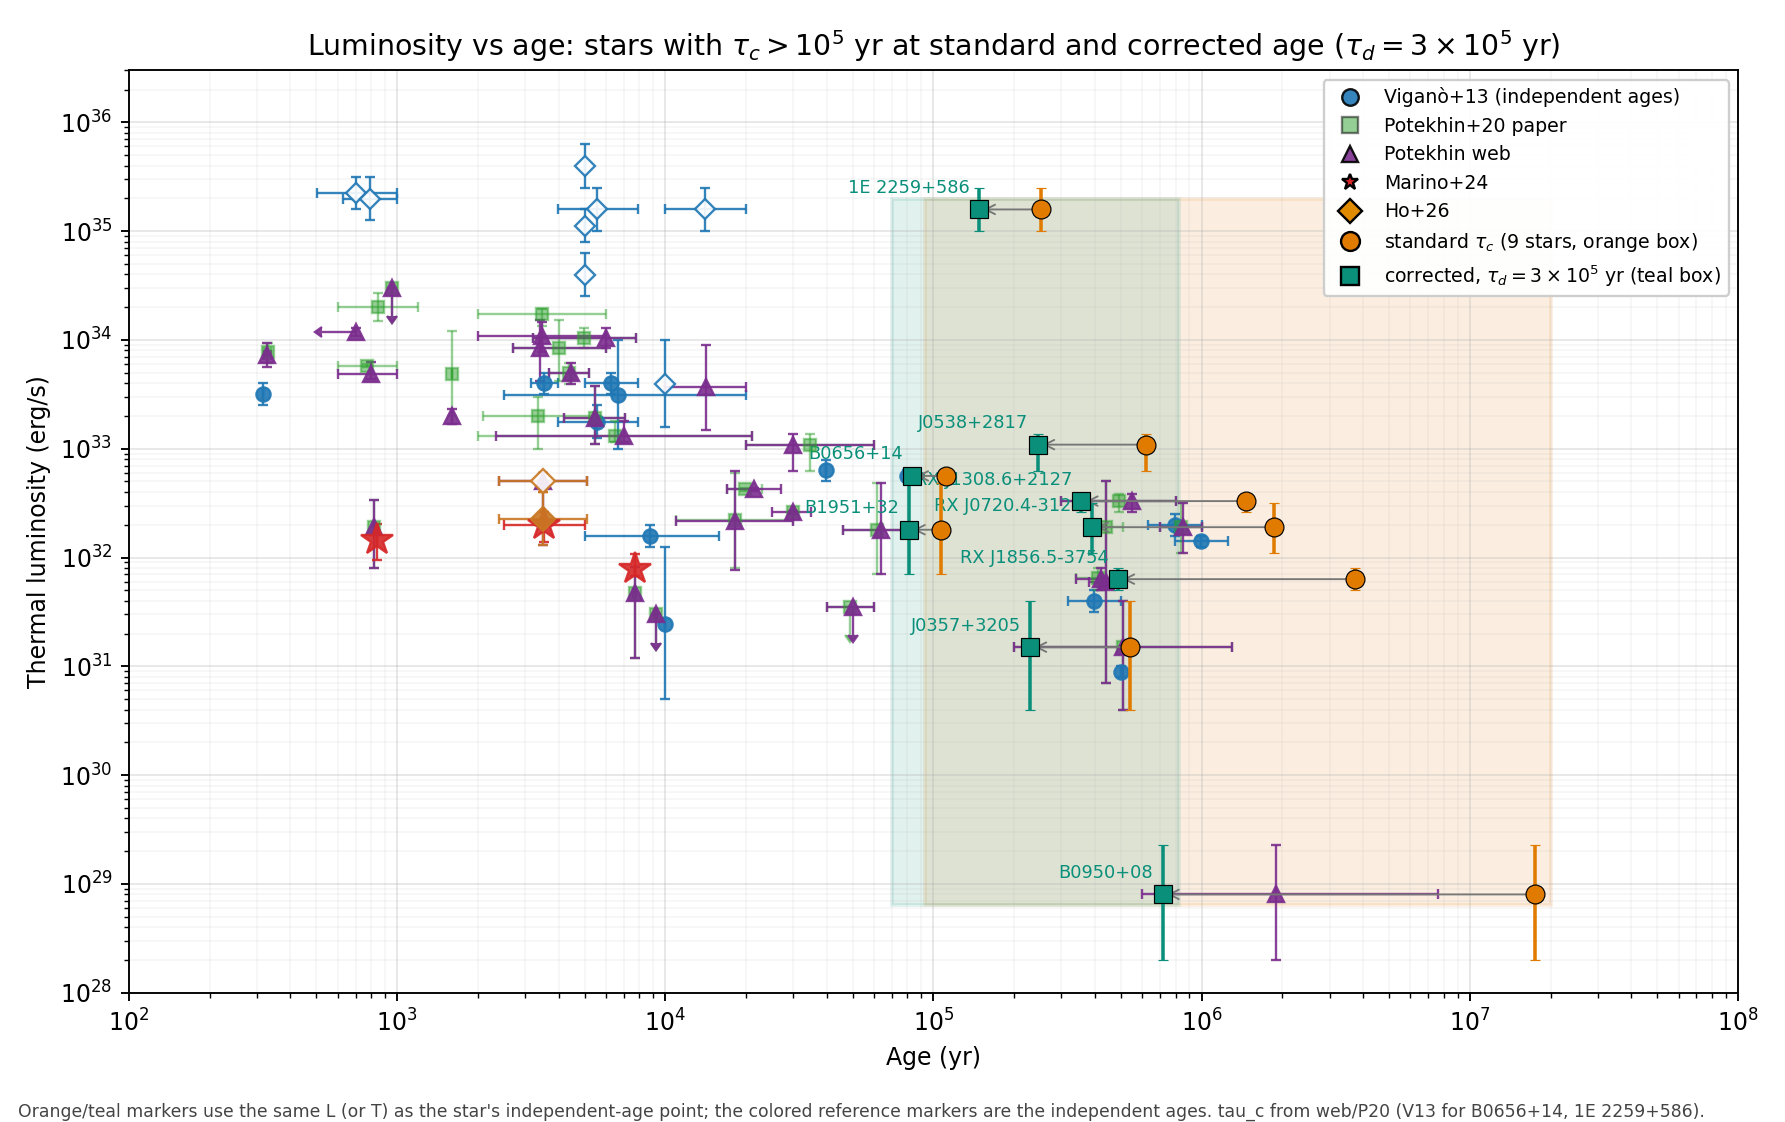 Luminosity vs age: stars with τ_c > 10^5 yr at standard and corrected age (τ_d = 3 × 10^5 yr)
Thermal luminosity (erg/s)
10^36
10^35
10^34
10^33
10^32
10^31
10^30
10^29
10^28
Viganò+13 (independent ages)
Potekhin+20 paper
Potekhin web
Marino+24
Ho+26
standard τ_c (9 stars, orange box)
corrected, τ_d = 3 × 10^5 yr (teal box)
1E 2259+586
J0538+2817
B0656+14
RX J1308.6+2127
RX J0720.4-312
B1951+32
RX J1856.5-3754
J0357+3205
B0950+08
10^2
10^3
10^4
10^5
10^6
10^7
10^8
Age (yr)
Orange/teal markers use the same L (or T) as the star's independent-age point; the colored reference markers are the independent ages. tau_c from web/P20 (V13 for B0656+14, 1E 2259+586).